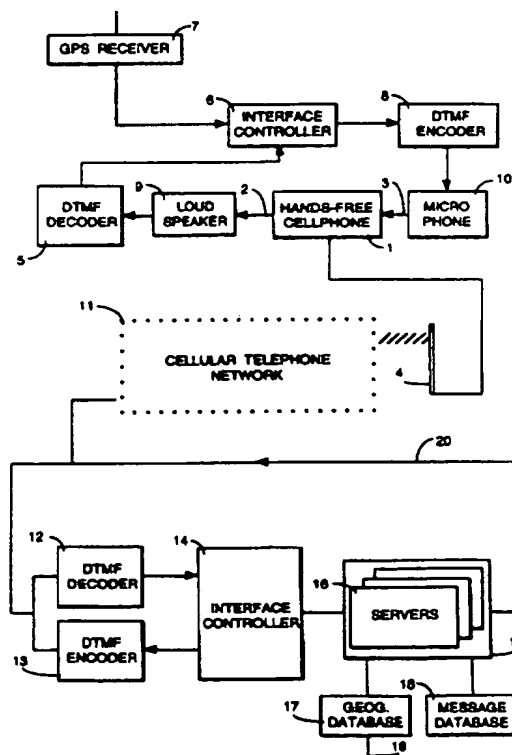 7
GPS RECEIVER
6
INTERFACE
CONTROLLER
8
DTMF
ENCODER
9
2
3
10
DTMF
DECODER
5
LOUD
SPEAKER
HANDS-FREE
CELLPHONE
1
MICRO
PHONE
11
CELLULAR TELEPHONE
NETWORK
4
20
12
DTMF
DECODER
14
INTERFACE
CONTROLLER
16
SERVERS
DTMF
ENCODER
13
17
GEOG.
DATABASE
18
MESSAGE
DATABASE
19